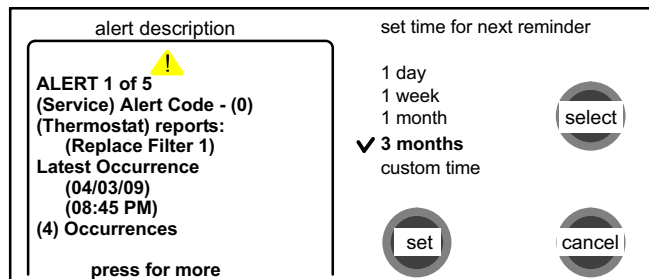 alert description
!
ALERT 1 of 5
(Service) Alert Code - (0)
(Thermostat) reports:
(Replace Filter 1)
Latest Occurrence
(04/03/09)
(08:45 PM)
(4) Occurrences
press for more
set time for next reminder
1 day
1 week
1 month
✓ 3 months
custom time
select
set
cancel